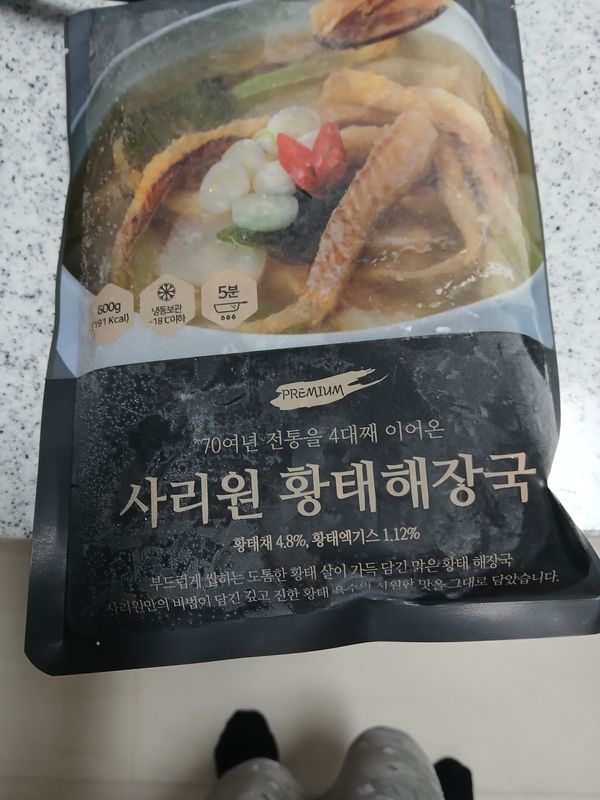 600g
(191 Kcal)
냉동보관
-18℃이하
5분
PREMIUM
70여년 전통을 4대째 이어온
사리원 황태해장국
황태채 4.8%, 황태엑기스 1.12%
부드럽게 씹히는 도톰한 황태 살이 가득 담긴 맑은 황태 해장국
사리원만의 비법이 담긴 깊고 진한 황태 육수의 시원한 맛을 그대로 담았습니다.